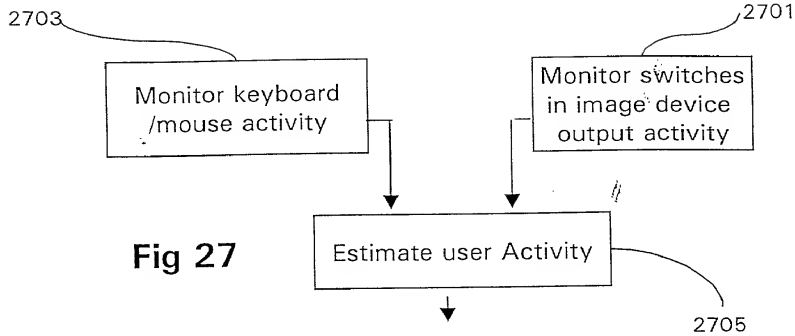 2703
2701
Monitor keyboard
/mouse activity
Monitor switches
in image device
output activity
Fig 27
Estimate user Activity
2705